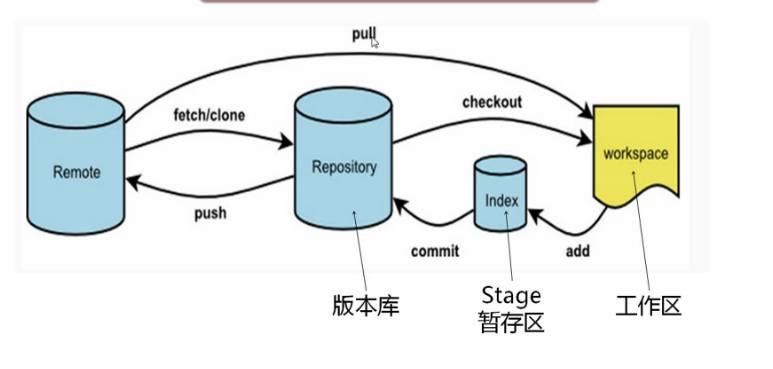 pull
fetch/clone
checkout
Remote
Repository
workspace
Index
push
commit
add
版本库
Stage
暂存区
工作区